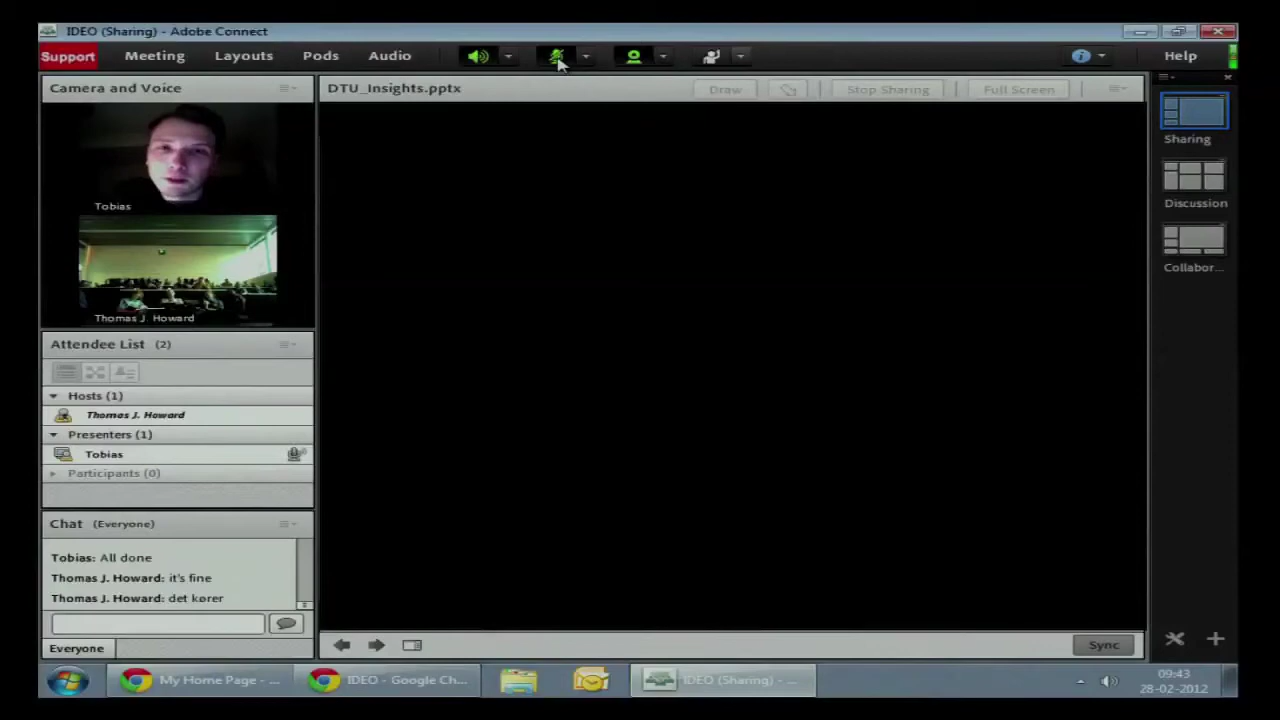 IDEO (Sharing) - Adobe Connect
Support Meeting Layouts Pods Audio Help
Camera and Voice
DTU_Insights.pptx
Draw Stop Sharing Full Screen
Tobias
Thomas J. Howard
Attendee List (2)
Hosts (1)
Thomas J. Howard
Presenters (1)
Tobias
Participants (0)
Chat (Everyone)
Tobias: All done
Thomas J. Howard: it's fine
Thomas J. Howard: det kører
Everyone
Sync
Sharing
Discussion
Collabor...
My Home Page - ...
IDEO - Google Ch...
IDEO (Sharing) - ...
09:43
28-02-2012